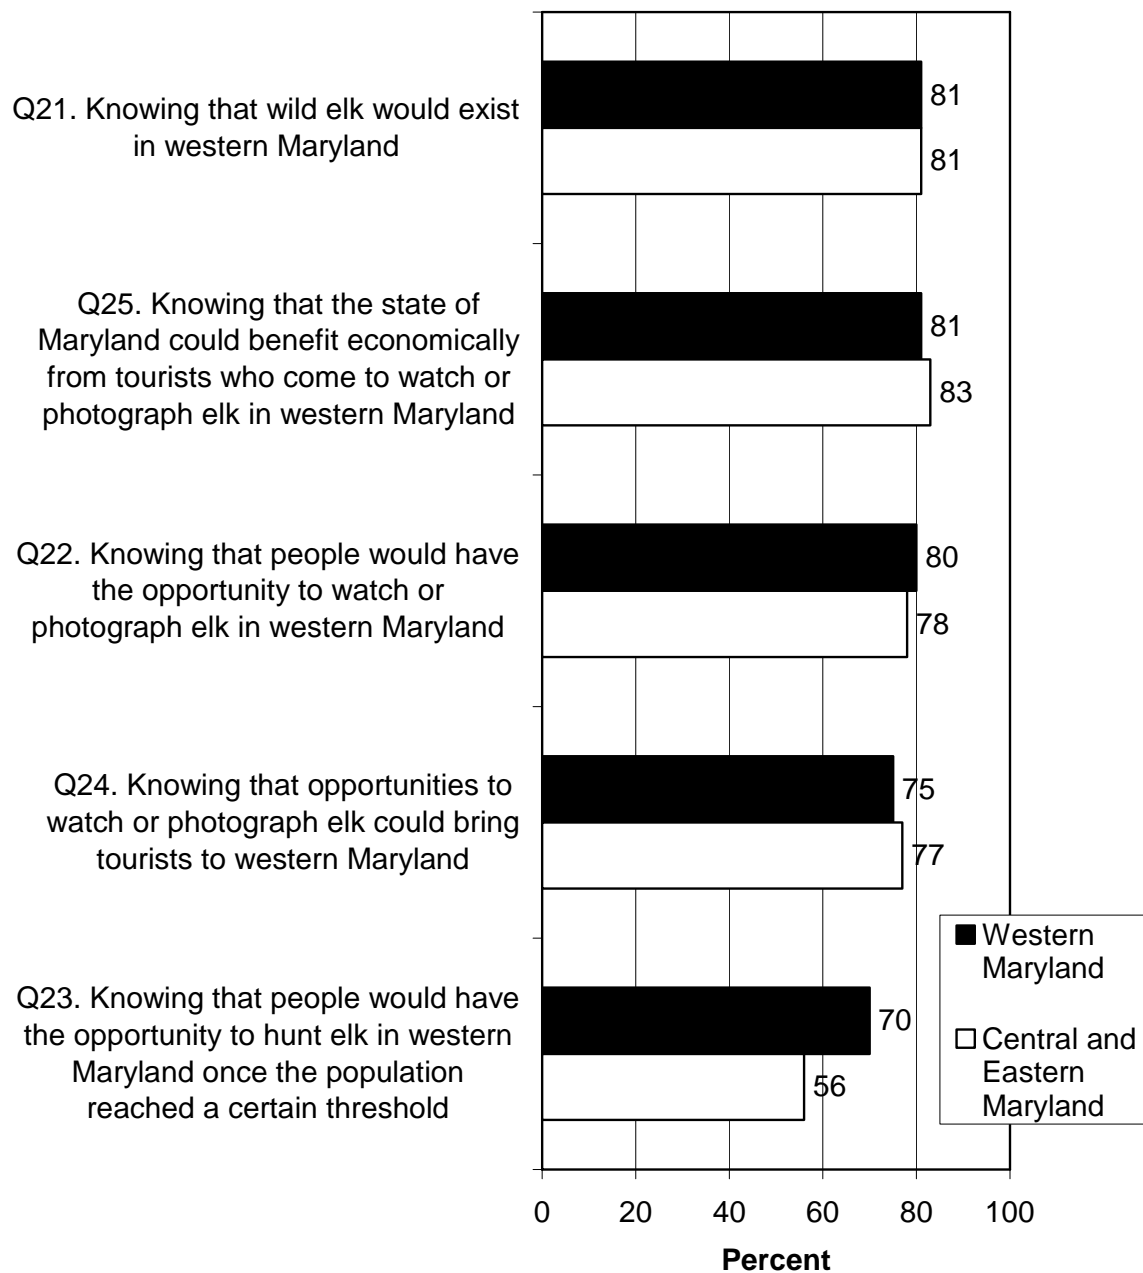 Q21. Knowing that wild elk would exist
in western Maryland
81
81
Q25. Knowing that the state of
Maryland could benefit economically
from tourists who come to watch or
photograph elk in western Maryland
81
83
Q22. Knowing that people would have
the opportunity to watch or
photograph elk in western Maryland
80
78
Q24. Knowing that opportunities to
watch or photograph elk could bring
tourists to western Maryland
75
77
Q23. Knowing that people would have
the opportunity to hunt elk in western
Maryland once the population
reached a certain threshold
70
56
Western
Maryland
Central and
Eastern
Maryland
0 20 40 60 80 100
Percent